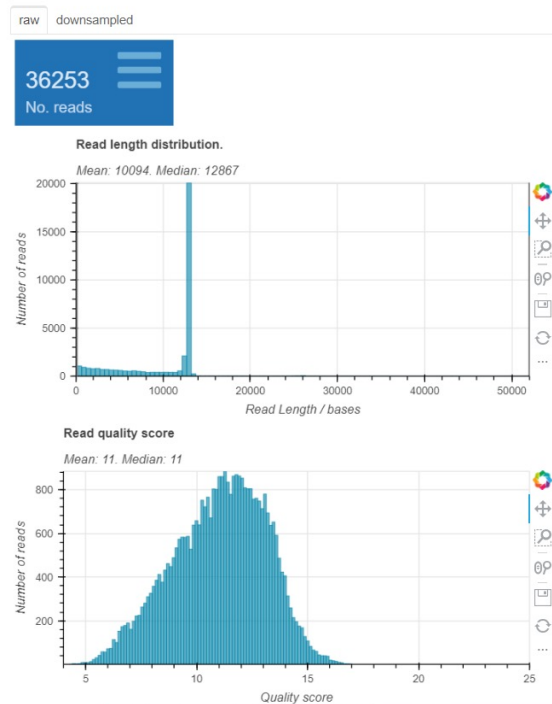 raw downsampled
36253
No. reads
Read length distribution.
Mean: 10094. Median: 12867
Number of reads
20000
15000
10000
5000
0
0 10000 20000 30000 40000 50000
Read Length / bases
Read quality score
Mean: 11. Median: 11
Number of reads
800
600
400
200
5 10 15 20 25
Quality score